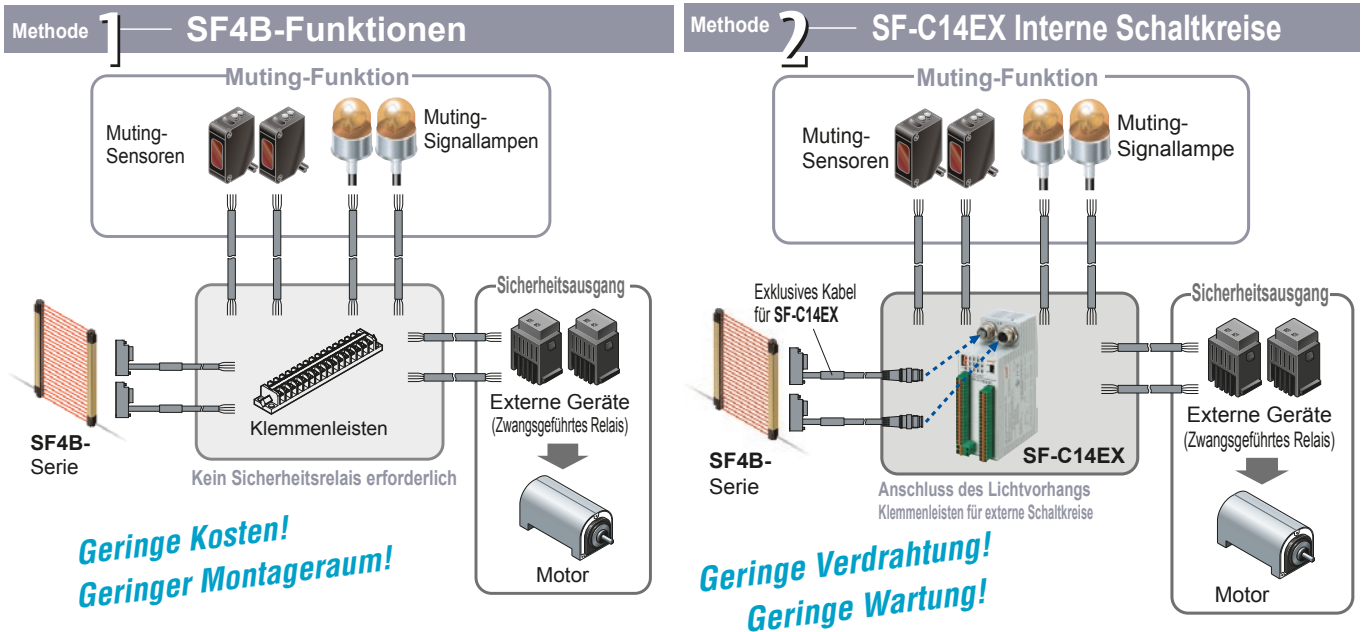 Methode 1 SF4B-Funktionen
Muting-Funktion
Muting-
Sensoren
Muting-
Signallampen
Sicherheitsausgang
Klemmenleisten
Externe Geräte
(Zwangsgeführtes Relais)
SF4B-
Serie
Kein Sicherheitsrelais erforderlich
Motor
Geringe Kosten!
Geringer Montageraum!
Methode 2 SF-C14EX Interne Schaltkreise
Muting-Funktion
Muting-
Sensoren
Muting-
Signallampe
Exklusives Kabel
für SF-C14EX
Sicherheitsausgang
Externe Geräte
(Zwangsgeführtes Relais)
SF-C14EX
SF4B-
Serie
Anschluss des Lichtvorhangs
Klemmenleisten für externe Schaltkreise
Motor
Geringe Verdrahtung!
Geringe Wartung!